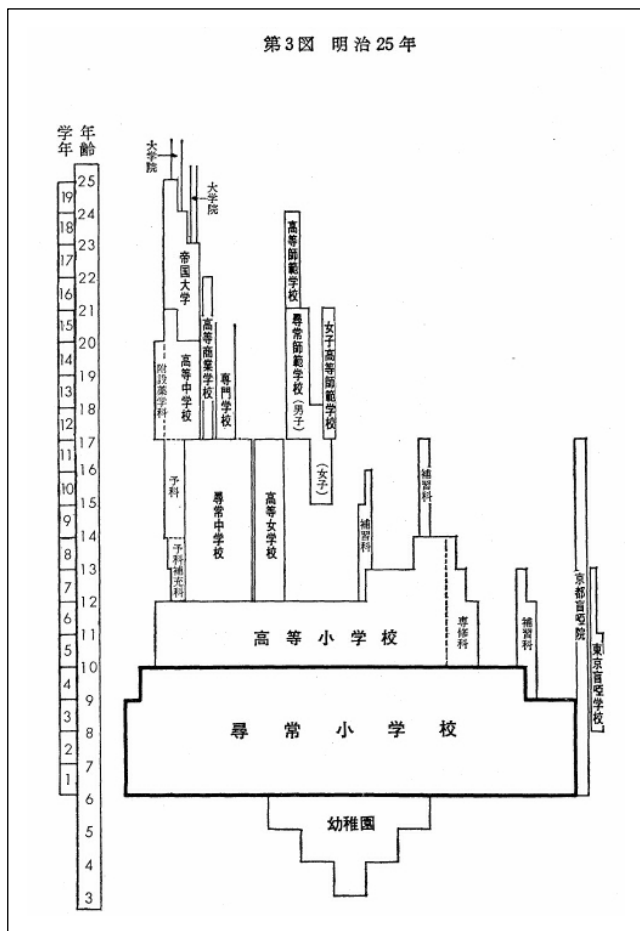 第3図 明治25年
学年
年齢
25
19
24
18
23
17
22
16
21
15
20
14
19
13
18
12
17
11
16
10
15
9
14
8
13
7
12
6
11
5
10
4
9
3
8
2
7
1
6
5
4
3
大学院
大学院
帝国大学
高等中学校
附設薬学科
高等商業学校
専門学校
高等師範学校
尋常師範学校(男子)
女子高等師範学校
(女子)
予科
予科補充科
尋常中学校
高等女学校
補習科
補習科
高等小学校
専修科
補習科
京都盲啞院
東京盲啞学校
尋常小学校
幼稚園